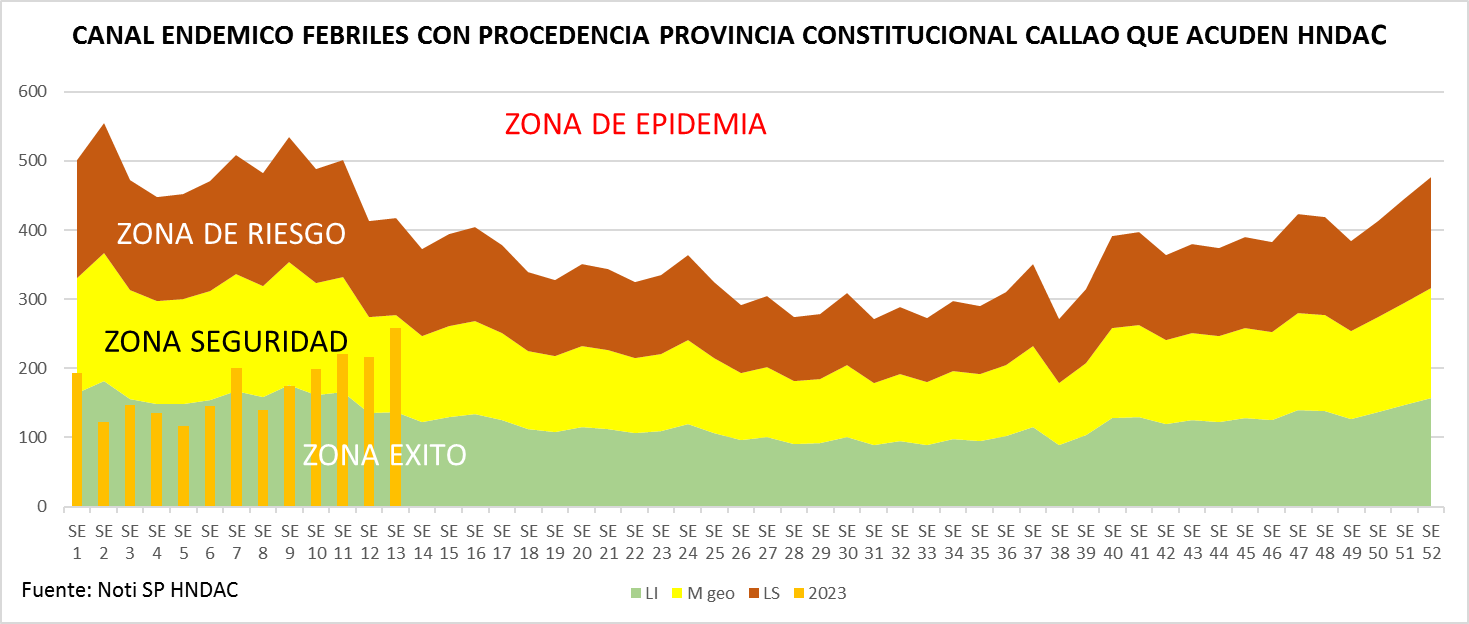 CANAL ENDEMICO FEBRILES CON PROCEDENCIA PROVINCIA CONSTITUCIONAL CALLAO QUE ACUDEN HNDAC
600
ZONA DE EPIDEMIA
500
400
ZONA DE RIESGO
300
ZONA SEGURIDAD
200
100
ZONA EXITO
0
SE SE SE SE SE SE SE SE SE SE SE SE SE SE SE SE SE SE SE SE SE SE SE SE SE SE SE SE SE SE SE SE SE SE SE SE SE SE SE SE SE SE SE SE SE SE SE SE SE SE SE SE
1 2 3 4 5 6 7 8 9 10 11 12 13 14 15 16 17 18 19 20 21 22 23 24 25 26 27 28 29 30 31 32 33 34 35 36 37 38 39 40 41 42 43 44 45 46 47 48 49 50 51 52
Fuente: Noti SP HNDAC
LI M geo LS 2023